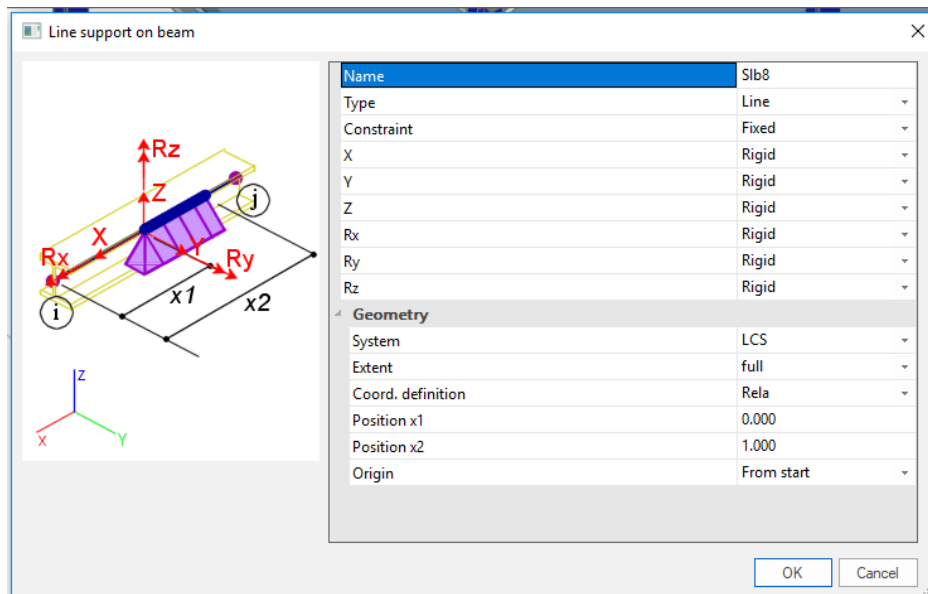 Line support on beam
Rz
Z
j
X
Rx
Y
Ry
i
x1
x2
Z
X
Y
Name Slb8
Type Line
Constraint Fixed
X Rigid
Y Rigid
Z Rigid
Rx Rigid
Ry Rigid
Rz Rigid
Geometry
System LCS
Extent full
Coord. definition Rela
Position x1 0.000
Position x2 1.000
Origin From start
OK Cancel